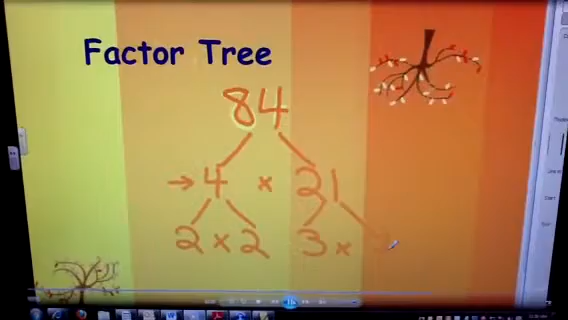 Factor Tree
84
→ 4 × 21
2 × 2 3 ×